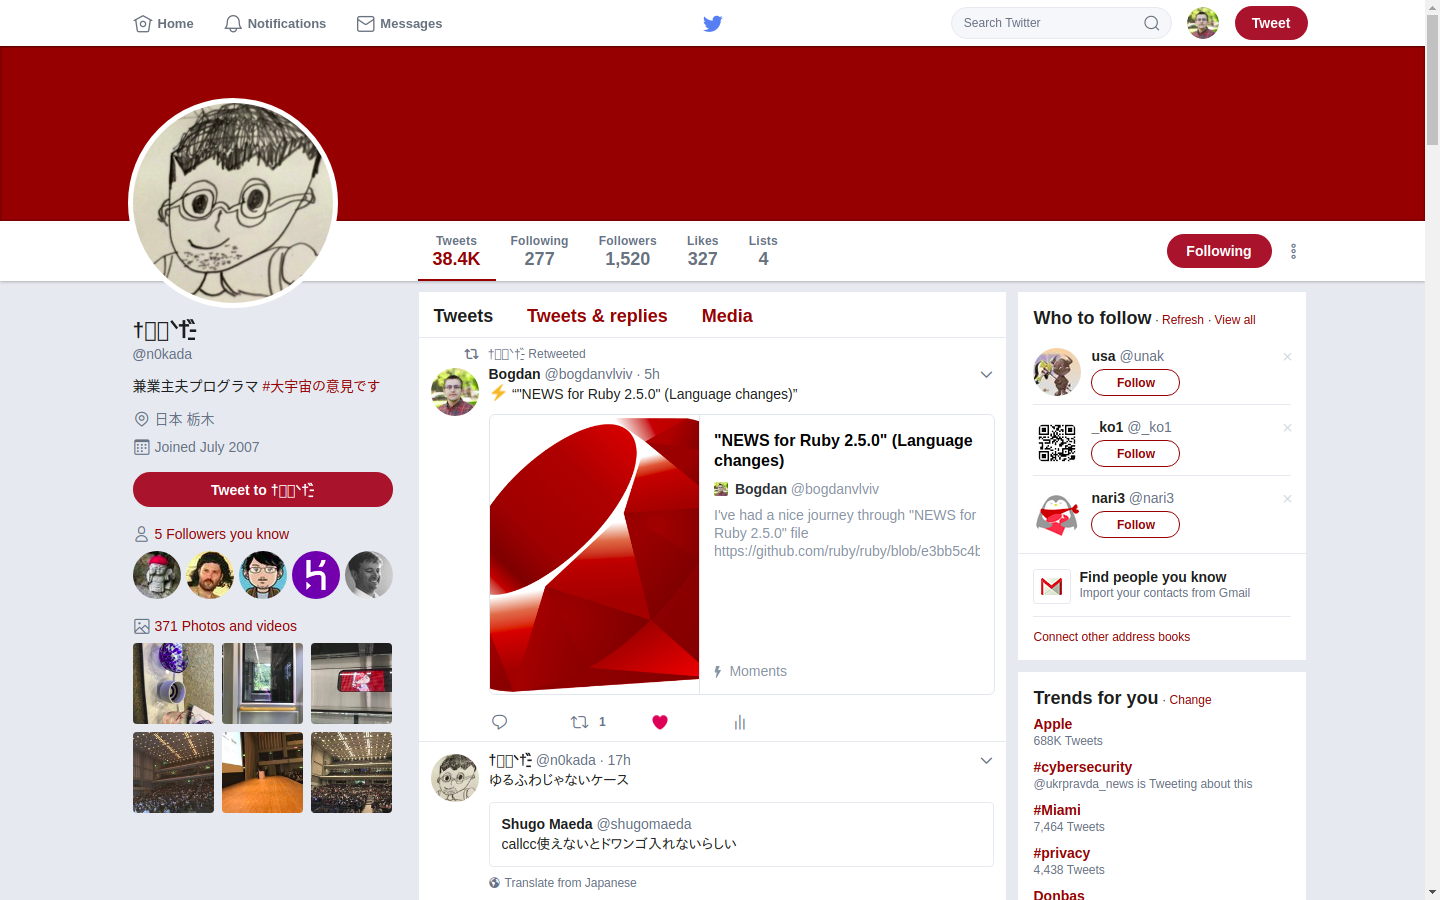 Home
Notifications
Messages
Search Twitter
Tweet
Tweets
38.4K
Following
277
Followers
1,520
Likes
327
Lists
4
Following
@n0kada
兼業主夫プログラマ #大宇宙の意見です
日本 栃木
Joined July 2007
Tweet to
5 Followers you know
371 Photos and videos
Tweets
Tweets & replies
Media
Retweeted
Bogdan @bogdanvlviv · 5h
⚡ “"NEWS for Ruby 2.5.0" (Language changes)”
"NEWS for Ruby 2.5.0" (Language
changes)
Bogdan @bogdanvlviv
I've had a nice journey through "NEWS for
Ruby 2.5.0" file
https://github.com/ruby/ruby/blob/e3bb5c4b
Moments
1
@n0kada · 17h
ゆるふわじゃないケース
Shugo Maeda @shugomaeda
callcc使えないとドワンゴ入れないらしい
Translate from Japanese
Who to follow · Refresh · View all
usa @unak
Follow
_ko1 @_ko1
Follow
nari3 @nari3
Follow
Find people you know
Import your contacts from Gmail
Connect other address books
Trends for you · Change
Apple
688K Tweets
#cybersecurity
@ukrpravda_news is Tweeting about this
#Miami
7,464 Tweets
#privacy
4,438 Tweets
Donbas